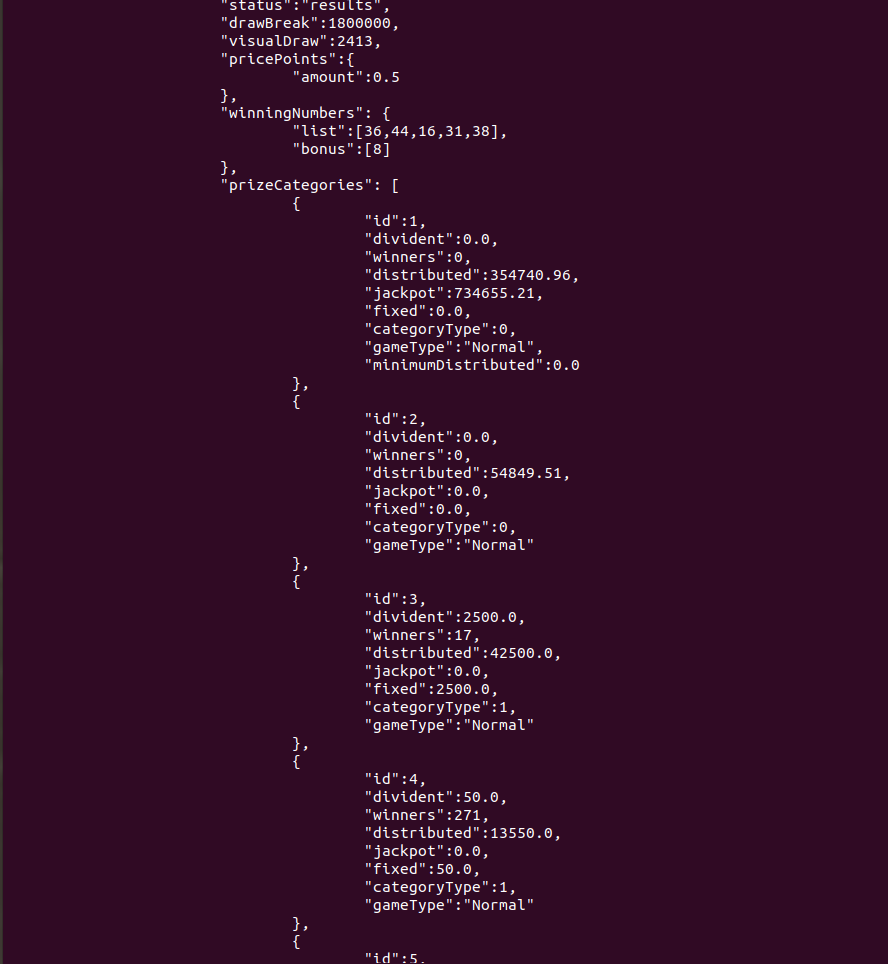 "status":"results",
"drawBreak":1800000,
"visualDraw":2413,
"pricePoints":{
"amount":0.5
},
"winningNumbers": {
"list":[36,44,16,31,38],
"bonus":[8]
},
"prizeCategories": [
{
"id":1,
"divident":0.0,
"winners":0,
"distributed":354740.96,
"jackpot":734655.21,
"fixed":0.0,
"categoryType":0,
"gameType":"Normal",
"minimumDistributed":0.0
},
{
"id":2,
"divident":0.0,
"winners":0,
"distributed":54849.51,
"jackpot":0.0,
"fixed":0.0,
"categoryType":0,
"gameType":"Normal"
},
{
"id":3,
"divident":2500.0,
"winners":17,
"distributed":42500.0,
"jackpot":0.0,
"fixed":2500.0,
"categoryType":1,
"gameType":"Normal"
},
{
"id":4,
"divident":50.0,
"winners":271,
"distributed":13550.0,
"jackpot":0.0,
"fixed":50.0,
"categoryType":1,
"gameType":"Normal"
},
{
"id":5,